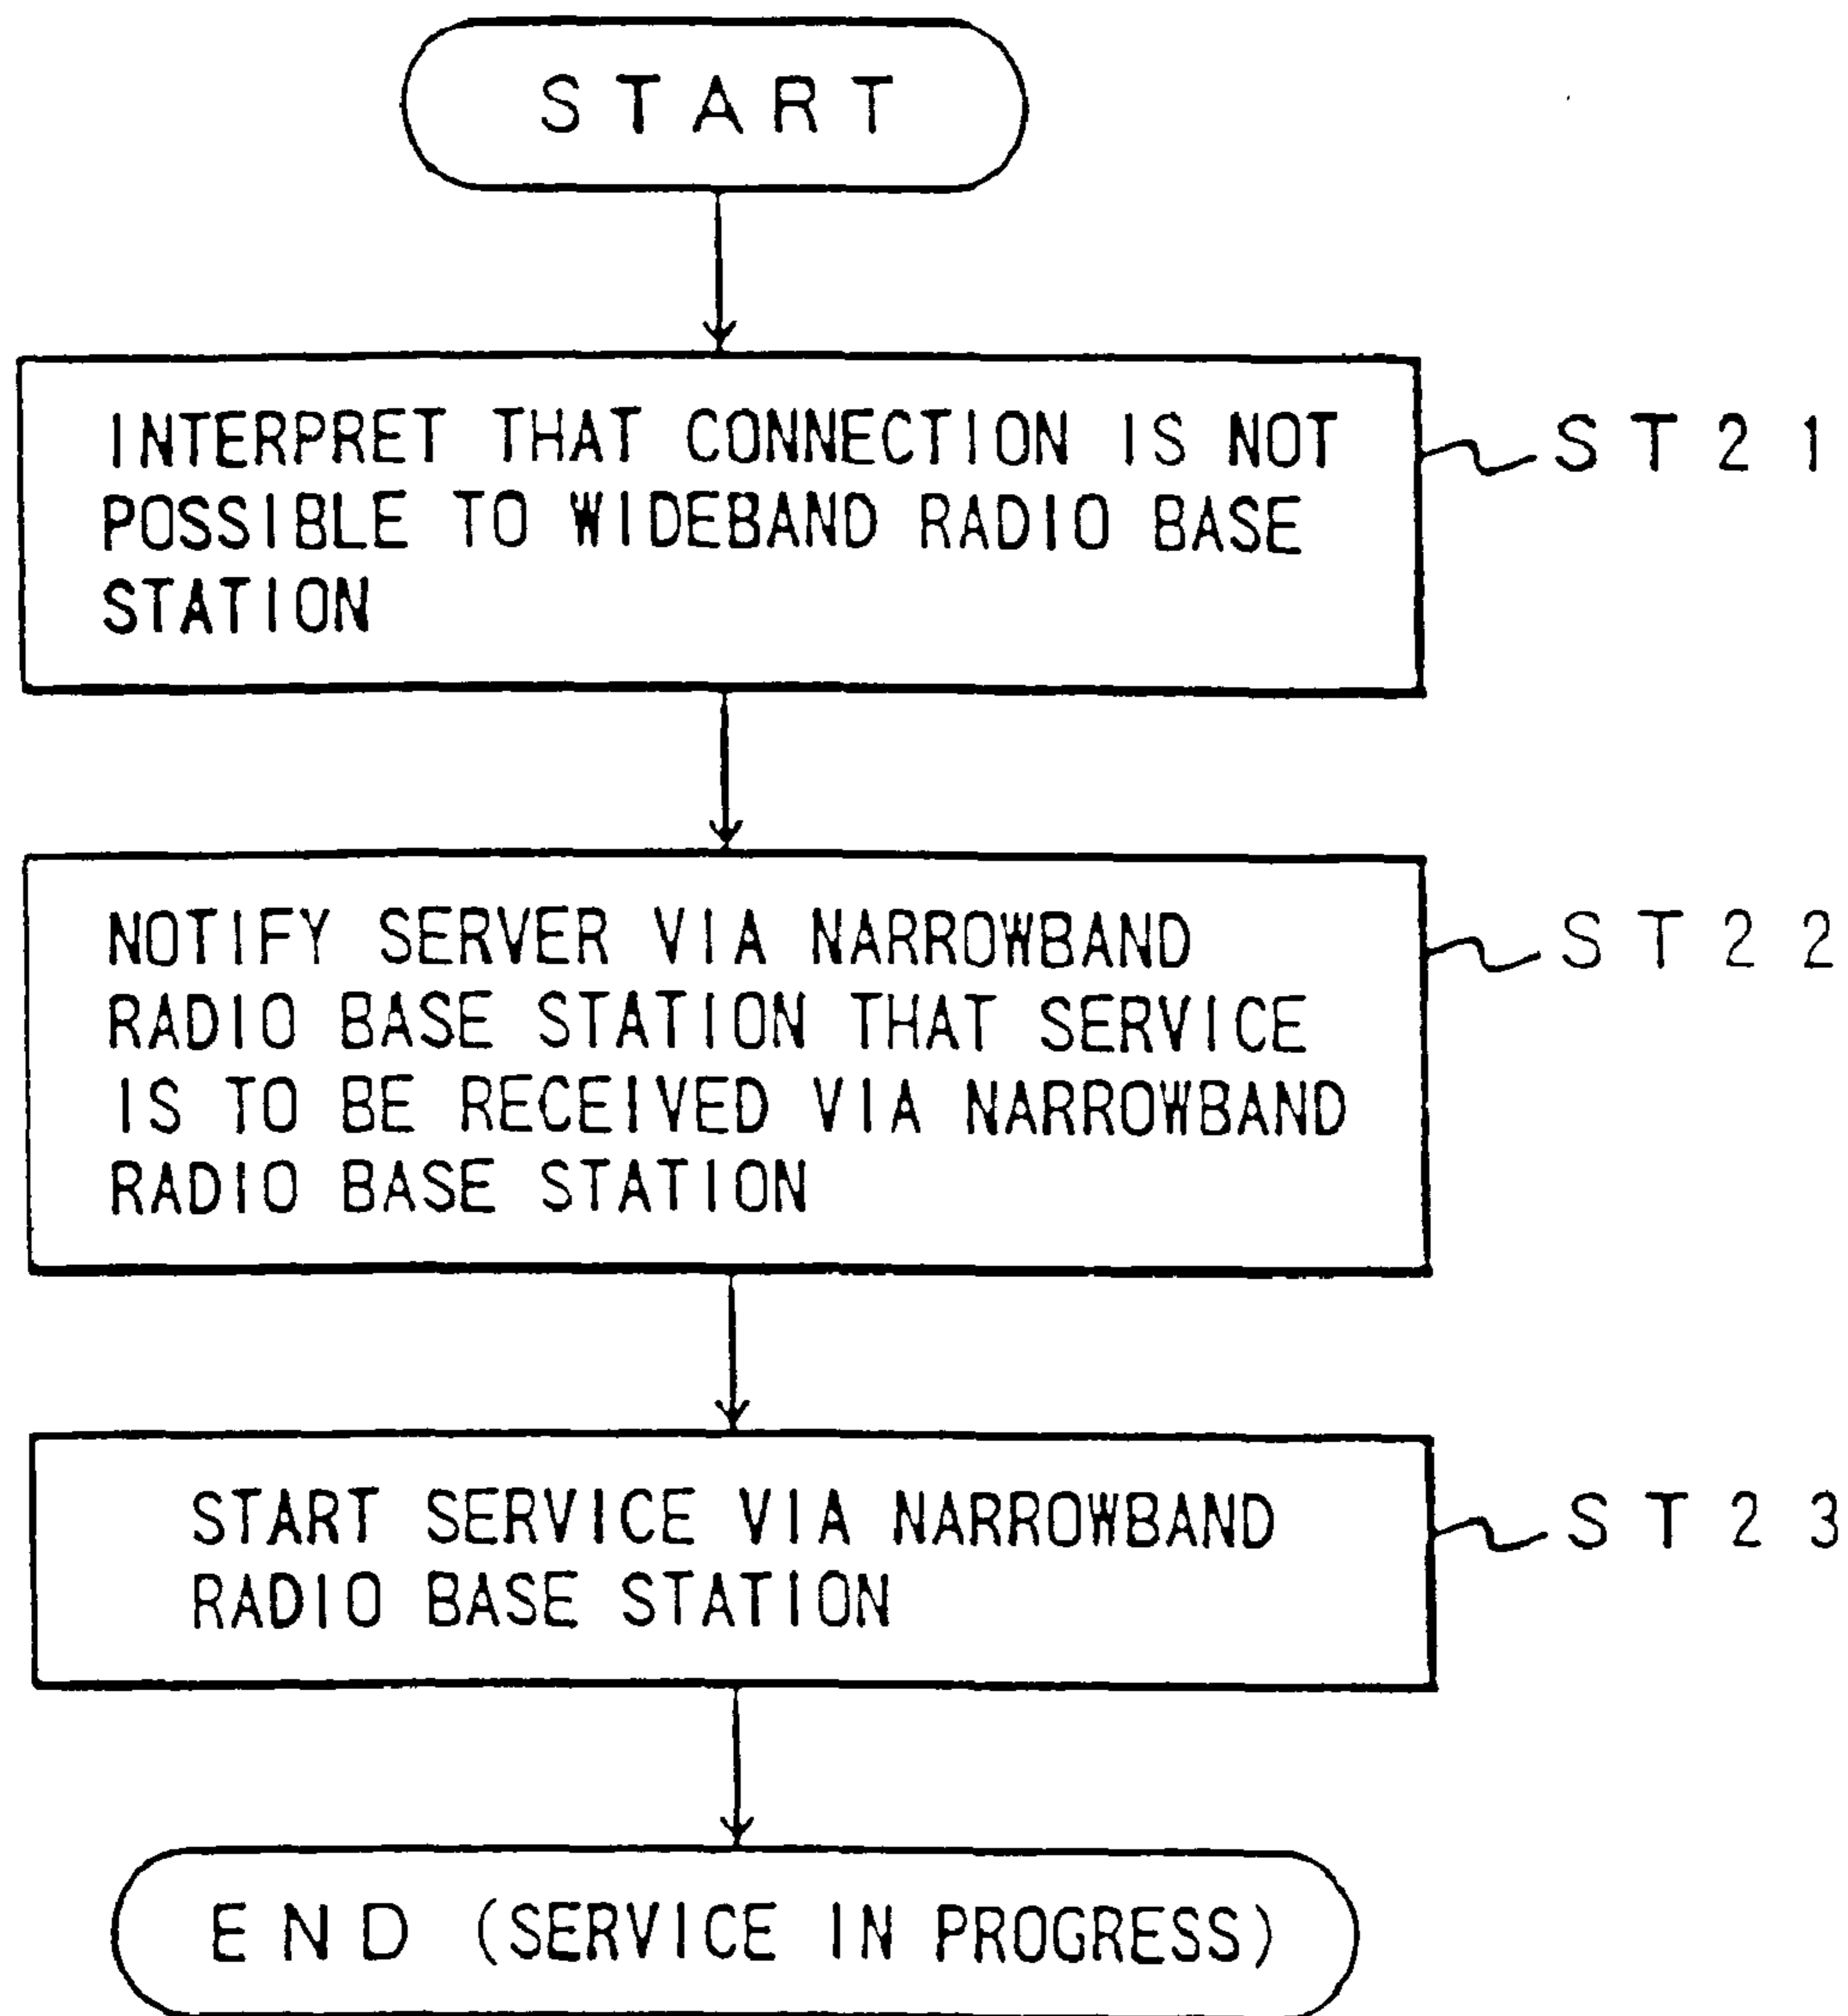 START
INTERPRET THAT CONNECTION IS NOT
POSSIBLE TO WIDEBAND RADIO BASE
STATION
ST21
NOTIFY SERVER VIA NARROWBAND
RADIO BASE STATION THAT SERVICE
IS TO BE RECEIVED VIA NARROWBAND
RADIO BASE STATION
ST22
START SERVICE VIA NARROWBAND
RADIO BASE STATION
ST23
END (SERVICE IN PROGRESS)